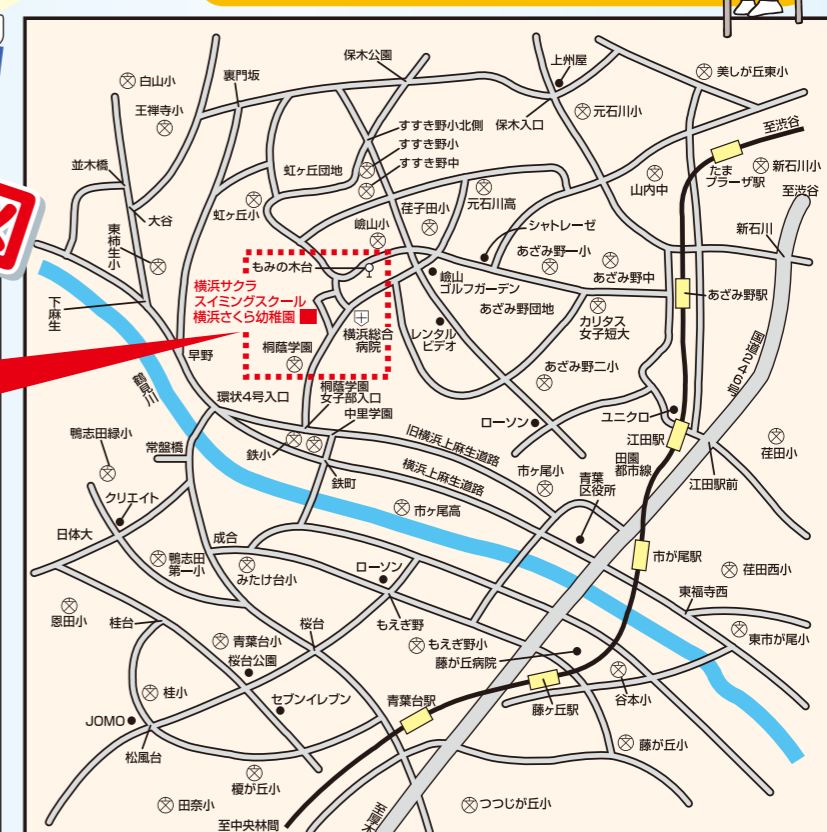 保木公園
上州屋
白山小
裏門坂
美しが丘東小
王禅寺小
保木入口
元石川小
すすき野小北側
至渋谷
すすき野小
すすき野中
たま
プラーザ駅
新石川小
並木橋
虹ヶ丘団地
山内中
至渋谷
虹ヶ丘小
荏子田小
元石川高
大谷
嶮山小
シャトレーゼ
新石川
東柿生小
もみの木台
あざみ野一小
あざみ野中
嶮山
ゴルフガーデン
横浜サクラ
スイミングスクール
横浜さくら幼稚園
あざみ野駅
下麻生
あざみ野団地
カリタス
女子短大
横浜総合
病院
レンタル
ビデオ
国道246号
早野
桐蔭学園
あざみ野二小
鶴見川
環状4号入口
桐蔭学園
女子部入口
中里学園
ユニクロ
ローソン
江田駅
鴨志田緑小
旧横浜上麻生道路
常盤橋
鉄小
田園
都市線
荏田小
横浜上麻生道路
市ヶ尾小
青葉
区役所
江田駅前
鉄町
クリエイト
市ヶ尾高
日体大
成合
鴨志田
第一小
市が尾駅
みたけ台小
ローソン
荏田西小
東福寺西
恩田小
桂台
桜台
もえぎ野
東市が尾小
青葉台小
もえぎ野小
桜台公園
藤が丘病院
桂小
セブンイレブン
青葉台駅
谷本小
JOMO
藤ヶ丘駅
松風台
藤が丘小
榎が丘小
田奈小
つつじが丘小
至中央林間
至厚木